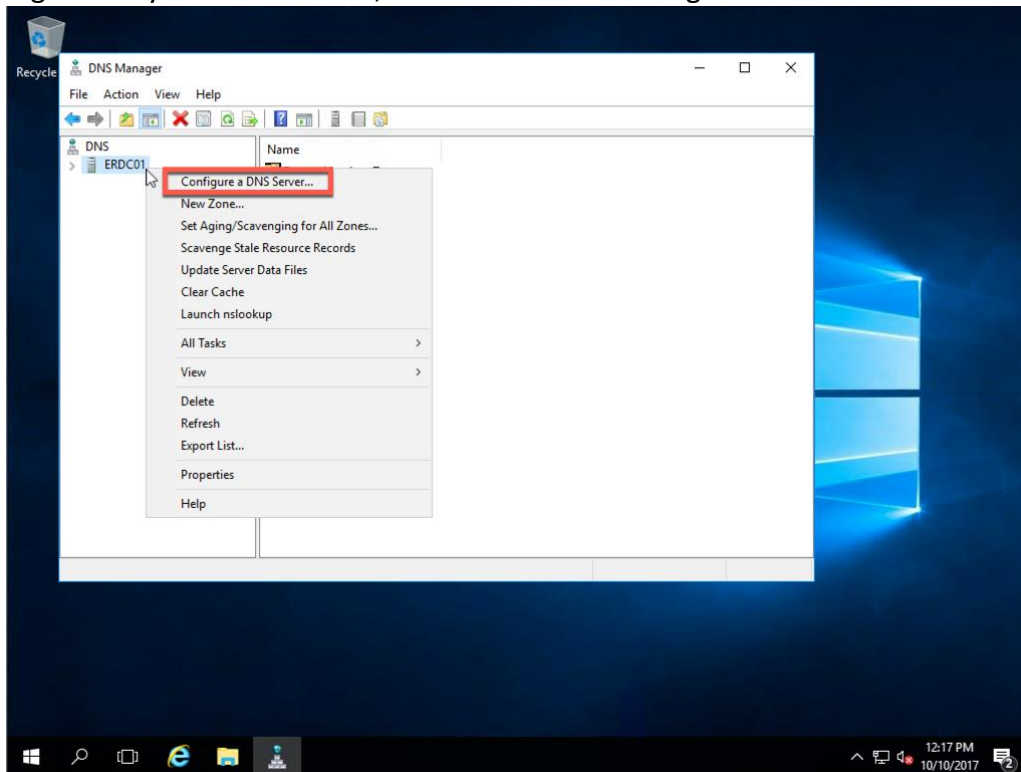 Recycle
DNS Manager
File Action View Help
DNS
ERDC01
Name
Configure a DNS Server...
New Zone...
Set Aging/Scavenging for All Zones...
Scavenge Stale Resource Records
Update Server Data Files
Clear Cache
Launch nslookup
All Tasks
View
Delete
Refresh
Export List...
Properties
Help
12:17 PM
10/10/2017
2